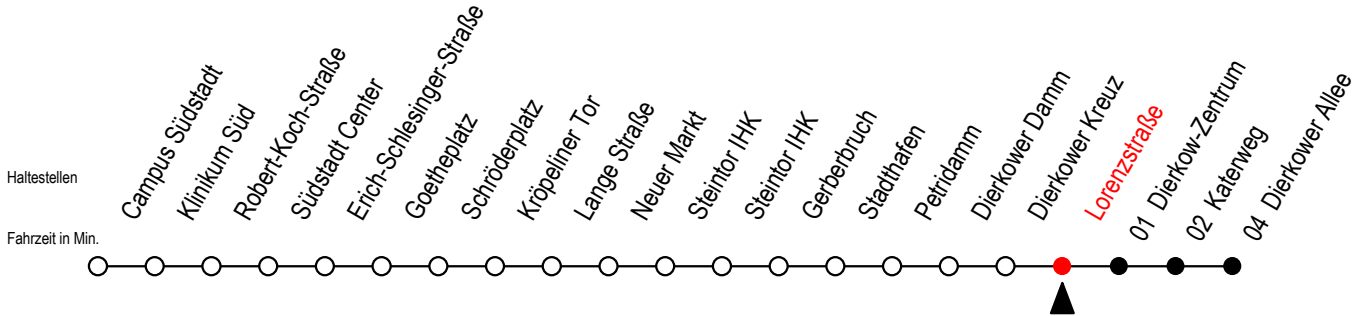 Haltestellen
Fahrzeit in Min.
Campus Südstadt
Klinikum Süd
Robert-Koch-Straße
Südstadt Center
Erich-Schlesinger-Straße
Goetheplatz
Schröderplatz
Kröpeliner Tor
Lange Straße
Neuer Markt
Steintor IHK
Steintor IHK
Gerberbruch
Stadthafen
Petridamm
Dierkower Damm
Dierkower Kreuz
Lorenzstraße
01 Dierkow-Zentrum
02 Katenweg
04 Dierkower Allee